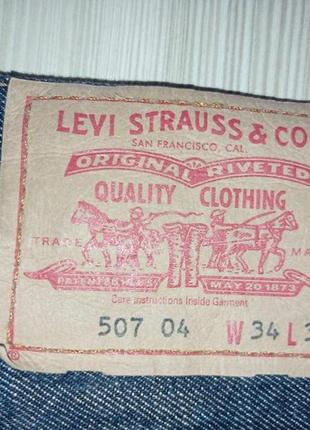 LEVI STRAUSS & CO
SAN FRANCISCO, CAL.
ORIGINAL RIVETED
QUALITY CLOTHING
TRADE MA
MAY 20 1873
Care Instructions Inside Garment
507 04 W 34 L 3
®